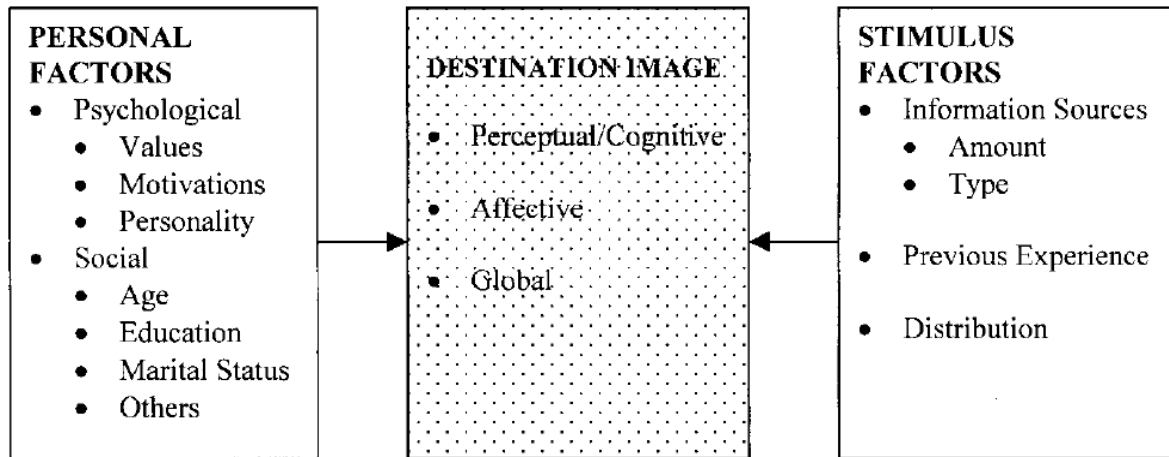 PERSONAL
FACTORS
• Psychological
• Values
• Motivations
• Personality
• Social
• Age
• Education
• Marital Status
• Others
DESTINATION IMAGE
• Perceptual/Cognitive
• Affective
• Global
STIMULUS
FACTORS
• Information Sources
• Amount
• Type
• Previous Experience
• Distribution